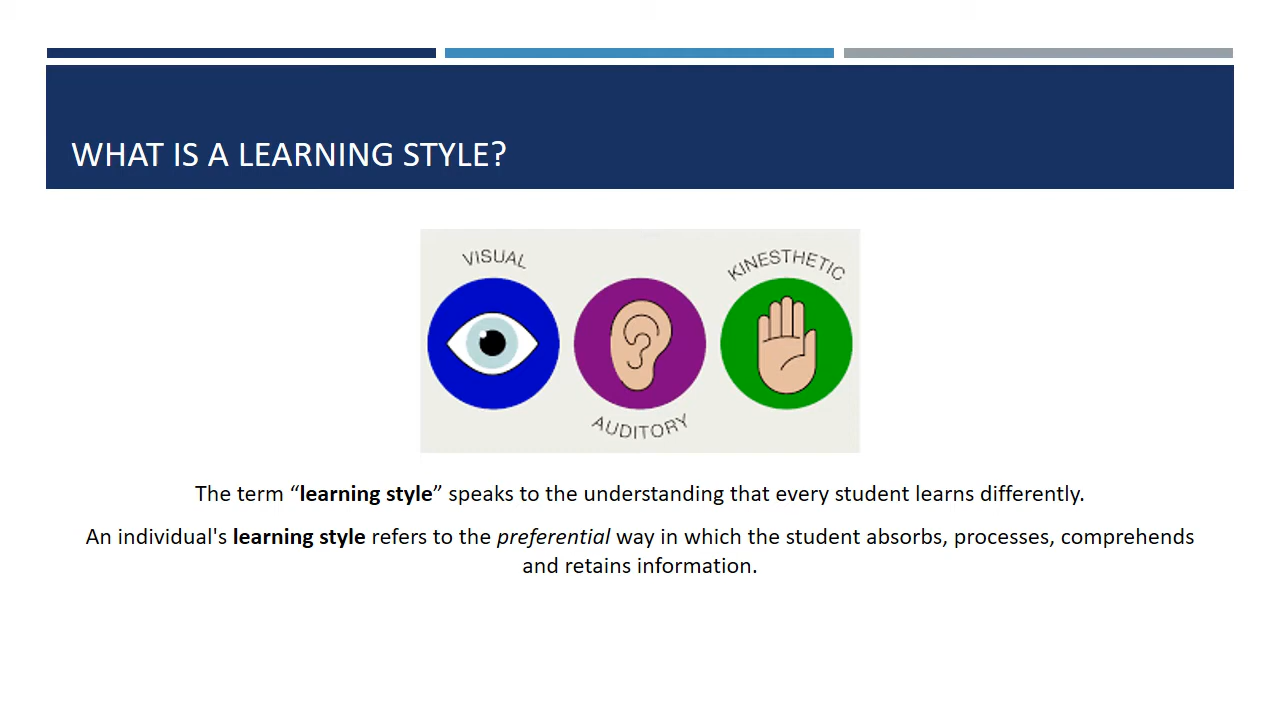 WHAT IS A LEARNING STYLE?
VISUAL
KINESTHETIC
AUDITORY
The term “learning style” speaks to the understanding that every student learns differently.
An individual's learning style refers to the preferential way in which the student absorbs, processes, comprehends
and retains information.